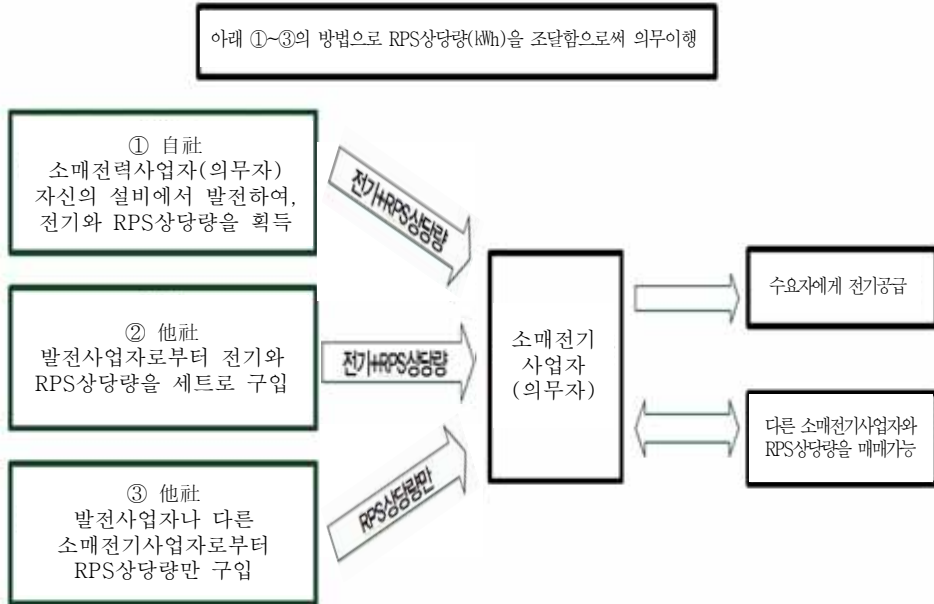 아래 ①~③의 방법으로 RPS상당량(kWh)을 조달함으로써 의무이행
① 自社
소매전력사업자(의무자)
자신의 설비에서 발전하여,
전기와 RPS상당량을 획득
전기+RPS상당량
② 他社
발전사업자로부터 전기와
RPS상당량을 세트로 구입
전기+RPS상당량
③ 他社
발전사업자나 다른
소매전기사업자로부터
RPS상당량만 구입
RPS상당량만
소매전기
사업자
(의무자)
수요자에게 전기공급
다른 소매전기사업자와
RPS상당량을 매매가능